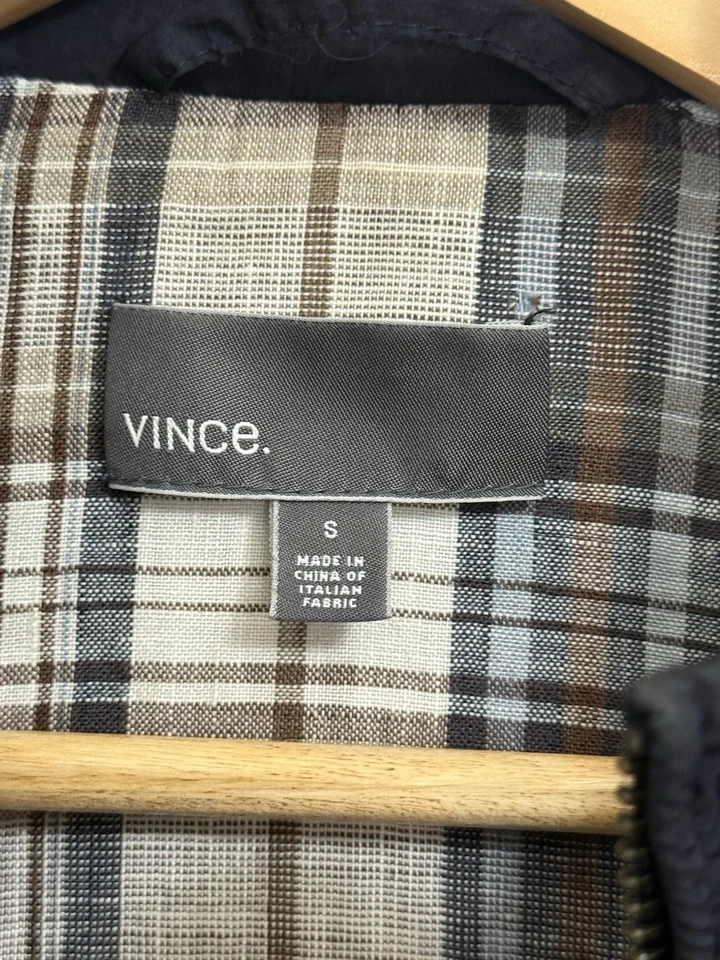 VINCe.
S
MADE IN
CHINA OF
ITALIAN
FABRIC